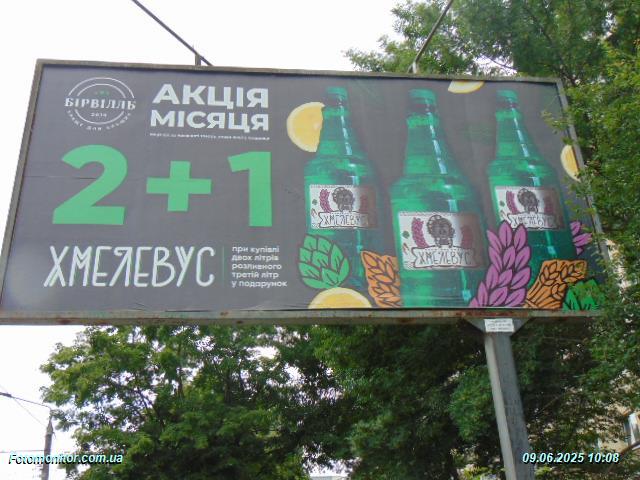 БІРВІЛЛЬ
2014
АКЦІЯ
МІСЯЦЯ
2+1
ХМЕЛЕВУС
при купівлі
двох літрів
розливного
третій літр
у подарунок
ХМЕЛЕВУС
ХМЕЛЕВУС
ХМЕЛЕВУС
Fotomonitor.com.ua
09.06.2025 10:08